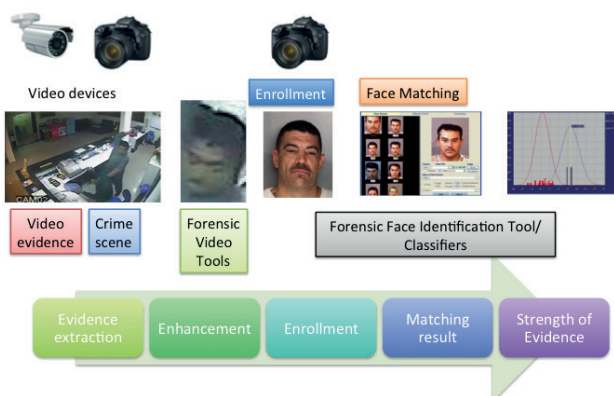 Video devices
Enrollment
Face Matching
CAM02
Video
evidence
Crime
scene
Forensic
Video
Tools
Forensic Face Identification Tool/
Classifiers
Evidence
extraction
Enhancement
Enrollment
Matching
result
Strength of
Evidence